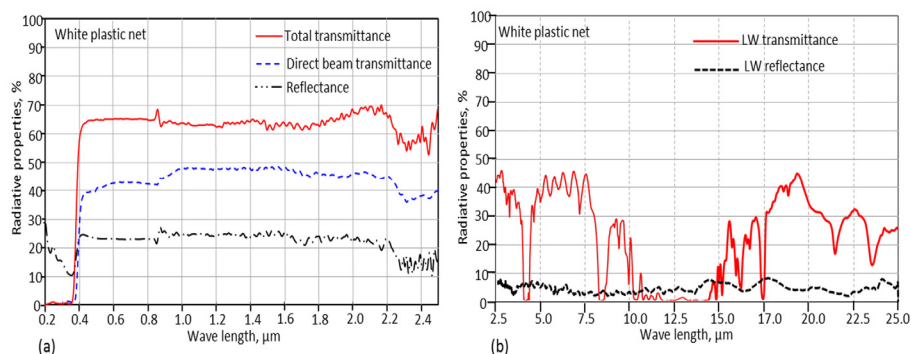 White plastic net
Total transmittance
Direct beam transmittance
Reflectance
Radiative properties, %
100
90
80
70
60
50
40
30
20
10
0
0.2 0.4 0.6 0.8 1.0 1.2 1.4 1.6 1.8 2.0 2.2 2.4
Wave length, µm
(a)
White plastic net
LW transmittance
LW reflectance
Radiative properties, %
100
90
80
70
60
50
40
30
20
10
0
2.5 5.0 7.5 10.0 12.5 15.0 17.0 20.0 22.5 25.0
Wave length, µm
(b)